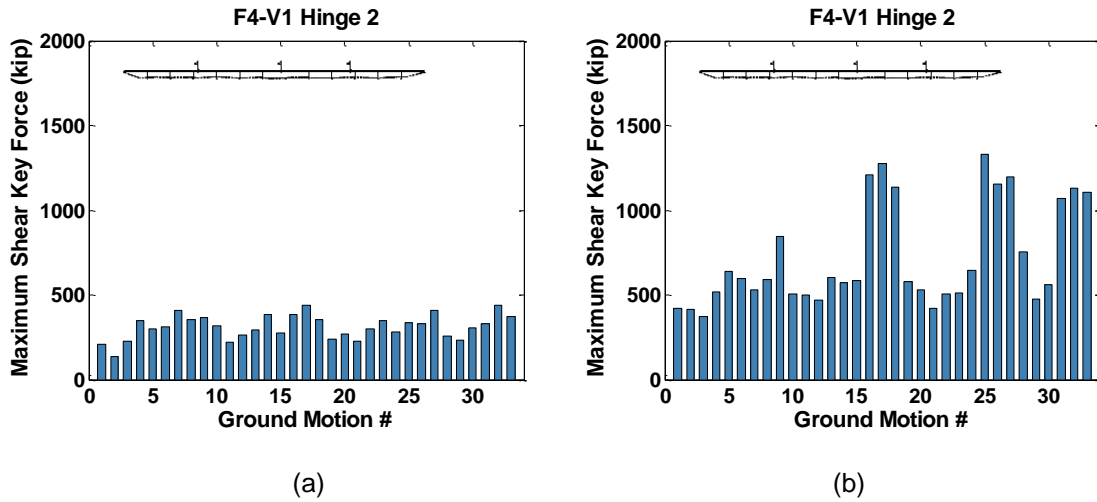 F4-V1 Hinge 2
2000
1500
1000
500
0
Maximum Shear Key Force (kip)
0 5 10 15 20 25 30
Ground Motion #
(a)
F4-V1 Hinge 2
2000
1500
1000
500
0
Maximum Shear Key Force (kip)
0 5 10 15 20 25 30
Ground Motion #
(b)